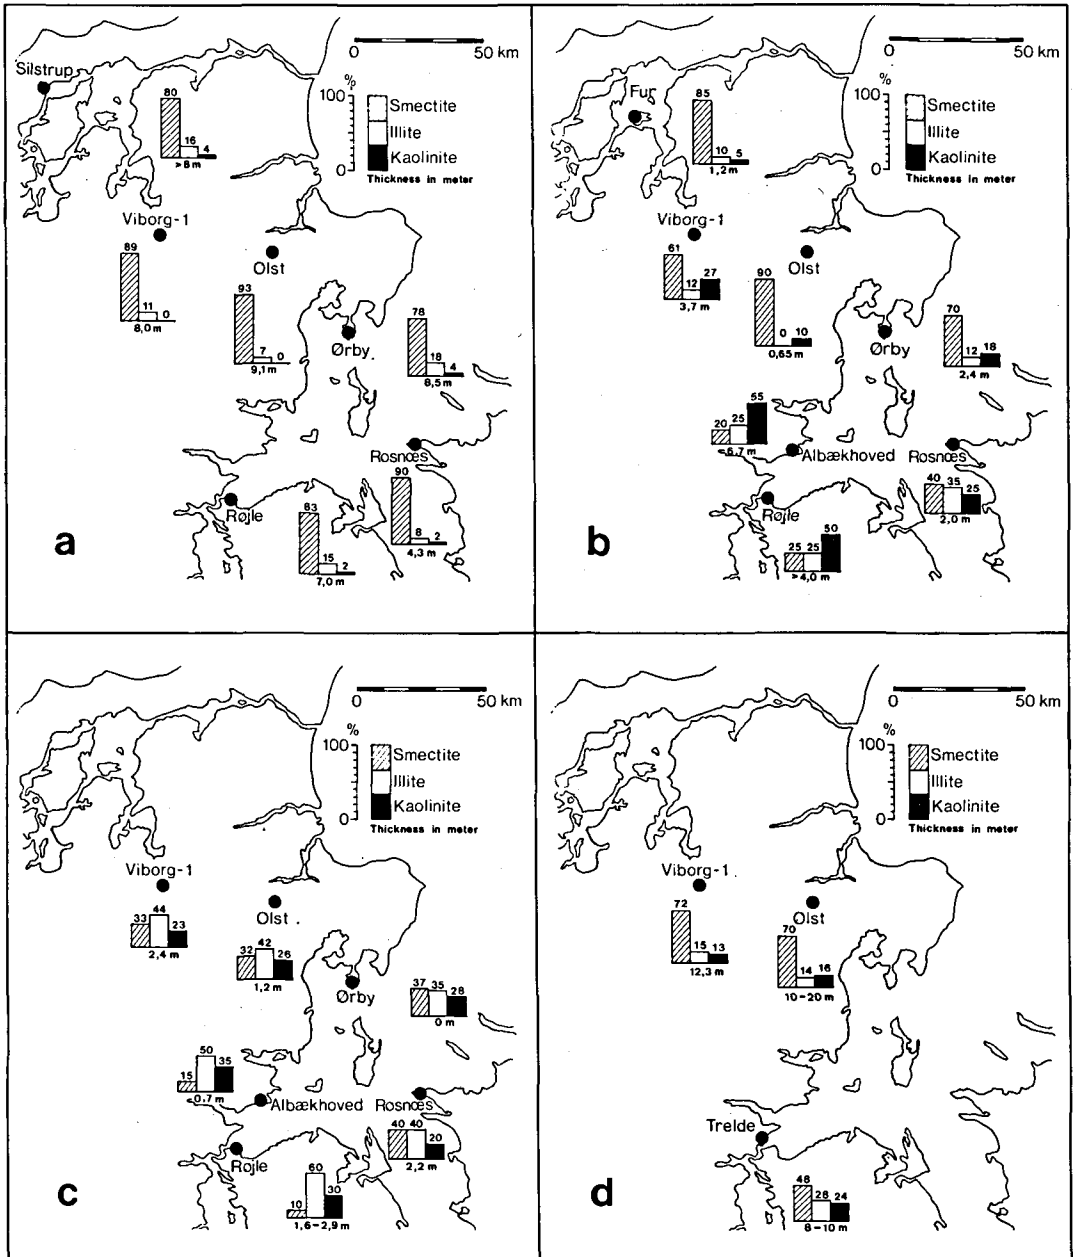 0 50 km
Silstrup
%
100
0
Smectite
Illite
Kaolinite
Thickness in meter
80 16 4
>8m
Viborg-1
89 11 0
8,0 m
Olst
93 7 0
9,1 m
Ørby
78 18 4
8,5 m
Røsnæs
90 8 2
4,3 m
Røjle
83 15 2
7,0 m
a
0 50 km
Fur
%
100
0
Smectite
Illite
Kaolinite
Thickness in meter
85 10 5
1,2m
Viborg-1
61 12 27
3,7 m
Olst
90 0 10
0,65 m
Ørby
70 12 18
2,4 m
20 25 55
Albækhoved
Røsnæs
40 35 25
2,0 m
Røjle
25 25 50
>4,0 m
b
0 50 km
%
100
0
Smectite
Illite
Kaolinite
Thickness in meter
Viborg-1
33 44 23
2,4 m
Olst
32 42 26
1,2 m
Ørby
37 35 28
0 m
15 50 35
<0.7 m
Albækhoved
Røsnæs
40 40 20
2,2 m
Røjle
10 60 30
1,6–2,9 m
c
0 50 km
%
100
0
Smectite
Illite
Kaolinite
Thickness in meter
Viborg-1
72 15 13
12,3 m
Olst
70 14 16
10–20 m
Trelde
48 28 24
8–10 m
d